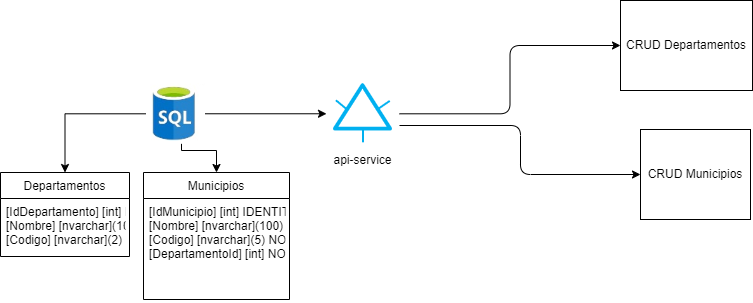 CRUD Departamentos
SQL
api-service
CRUD Municipios
Departamentos
[IdDepartamento] [int]
[Nombre] [nvarchar](10
[Codigo] [nvarchar](2)
Municipios
[IdMunicipio] [int] IDENTIT
[Nombre] [nvarchar](100)
[Codigo] [nvarchar](5) NO
[DepartamentoId] [int] NO